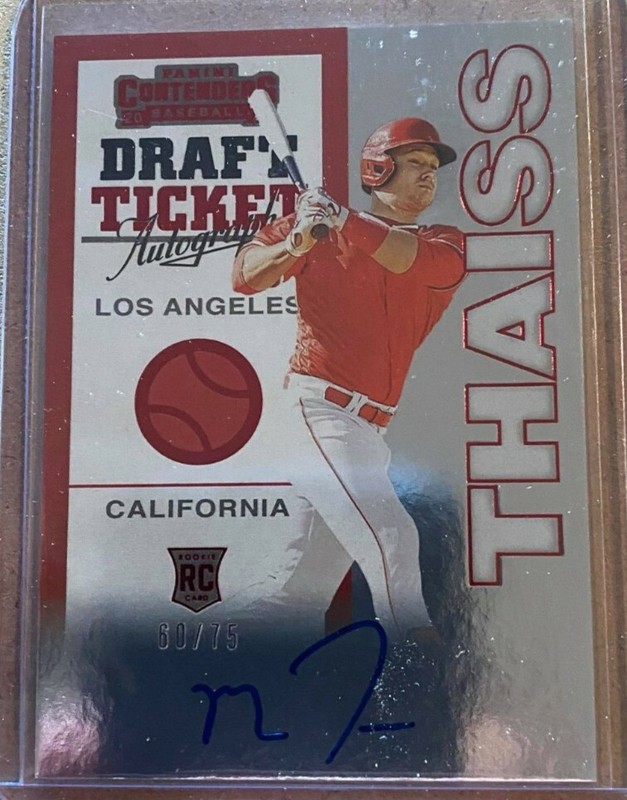 PANINI
CONTENDERS
20 BASEBALL
DRAFT
TICKET
Autograph
LOS ANGELES
CALIFORNIA
ROOKIE
RC
CARD
60/75
THAISS
M T